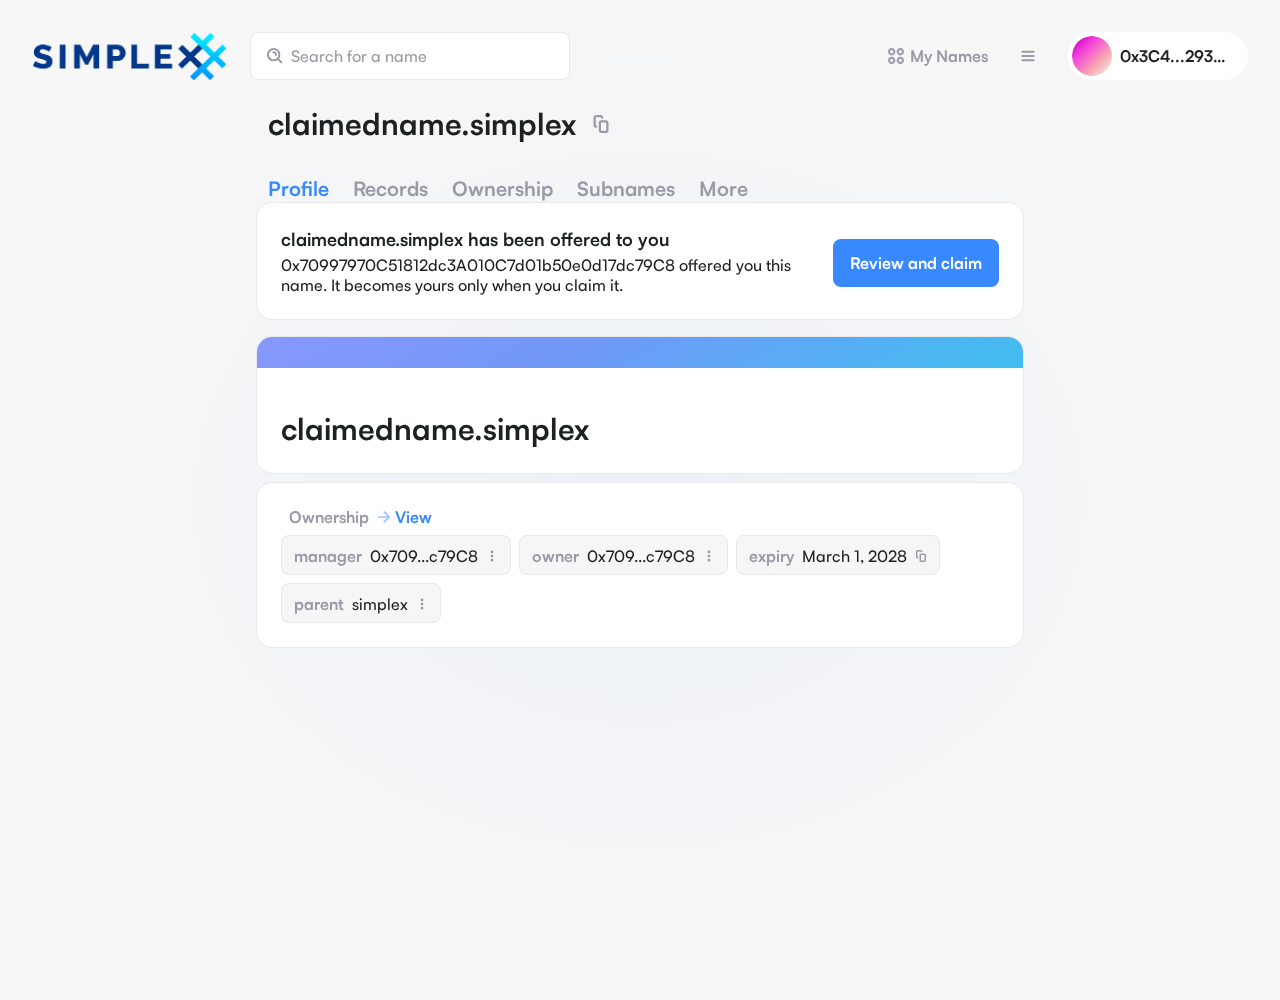 SIMPLEX
Search for a name
My Names
0x3C4...293...
claimedname.simplex
Profile Records Ownership Subnames More
claimedname.simplex has been offered to you
0x70997970C51812dc3A010C7d01b50e0d17dc79C8 offered you this
name. It becomes yours only when you claim it.
Review and claim
claimedname.simplex
Ownership View
manager 0x709...c79C8 owner 0x709...c79C8 expiry March 1, 2028
parent simplex